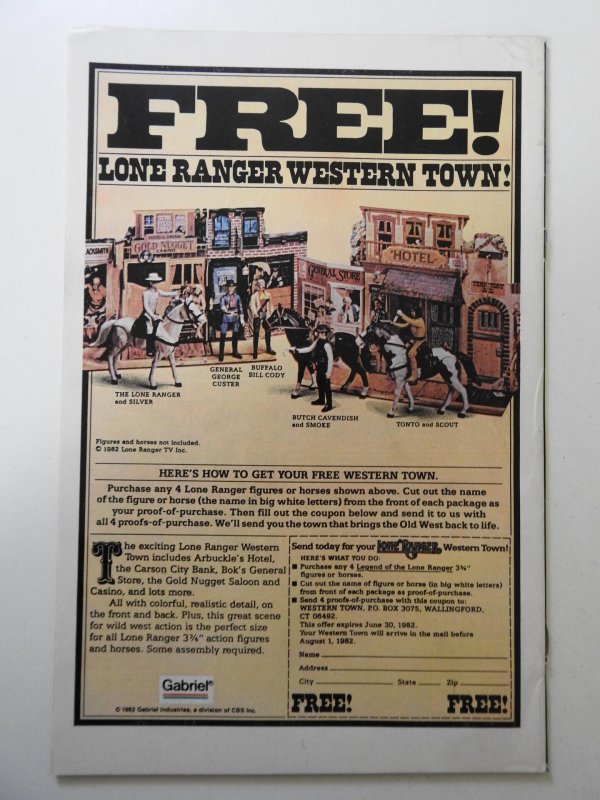 FREE!
LONE RANGER WESTERN TOWN!
GOLD NUGGET
CASINO
GENERAL STORE
HOTEL
THE LONE RANGER
and SILVER
GENERAL
GEORGE
CUSTER
BUFFALO
BILL CODY
BUTCH CAVENDISH
and SMOKE
TONTO and SCOUT
Figures and horses not included.
© 1982 Lone Ranger TV Inc.
HERE'S HOW TO GET YOUR FREE WESTERN TOWN.
Purchase any 4 Lone Ranger figures or horses shown above. Cut out the name
of the figure or horse (the name in big white letters) from the front of each package as
your proof-of-purchase. Then fill out the coupon below and send it to us with
all 4 proofs-of-purchase. We'll send you the town that brings the Old West back to life.
The exciting Lone Ranger Western
Town includes Arbuckle's Hotel,
the Carson City Bank, Bok's General
Store, the Gold Nugget Saloon and
Casino, and lots more.
All with colorful, realistic detail, on
the front and back. Plus, this great scene
for wild west action is the perfect size
for all Lone Ranger 3¾" action figures
and horses. Some assembly required.
Gabriel®
© 1982 Gabriel Industries, a division of CBS Inc.
Send today for your LONE RANGER Western Town!
HERE'S WHAT YOU DO:
■ Purchase any 4 Legend of the Lone Ranger 3¾"
figures or horses.
■ Cut out name of figure or horse (in big white letters)
from front of each package as proof-of-purchase.
■ Send 4 proofs-of-purchase with this coupon to:
WESTERN TOWN, P.O. BOX 3075, WALLINGFORD,
CT 06492.
This offer expires June 30, 1982.
Your Western Town will arrive in the mail before
August 1, 1982.
Name
Address
City State Zip
FREE! FREE!